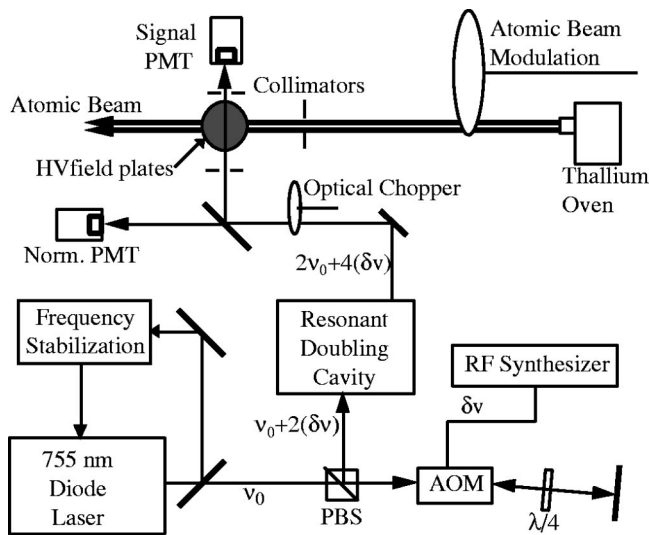 Signal
PMT
Atomic Beam
Modulation
Collimators
Atomic Beam
HVfield plates
Thallium
Oven
Optical Chopper
Norm. PMT
2ν₀+4(δν)
Frequency
Stabilization
Resonant
Doubling
Cavity
RF Synthesizer
δν
ν₀+2(δν)
755 nm
Diode
Laser
ν₀
PBS
AOM
λ/4